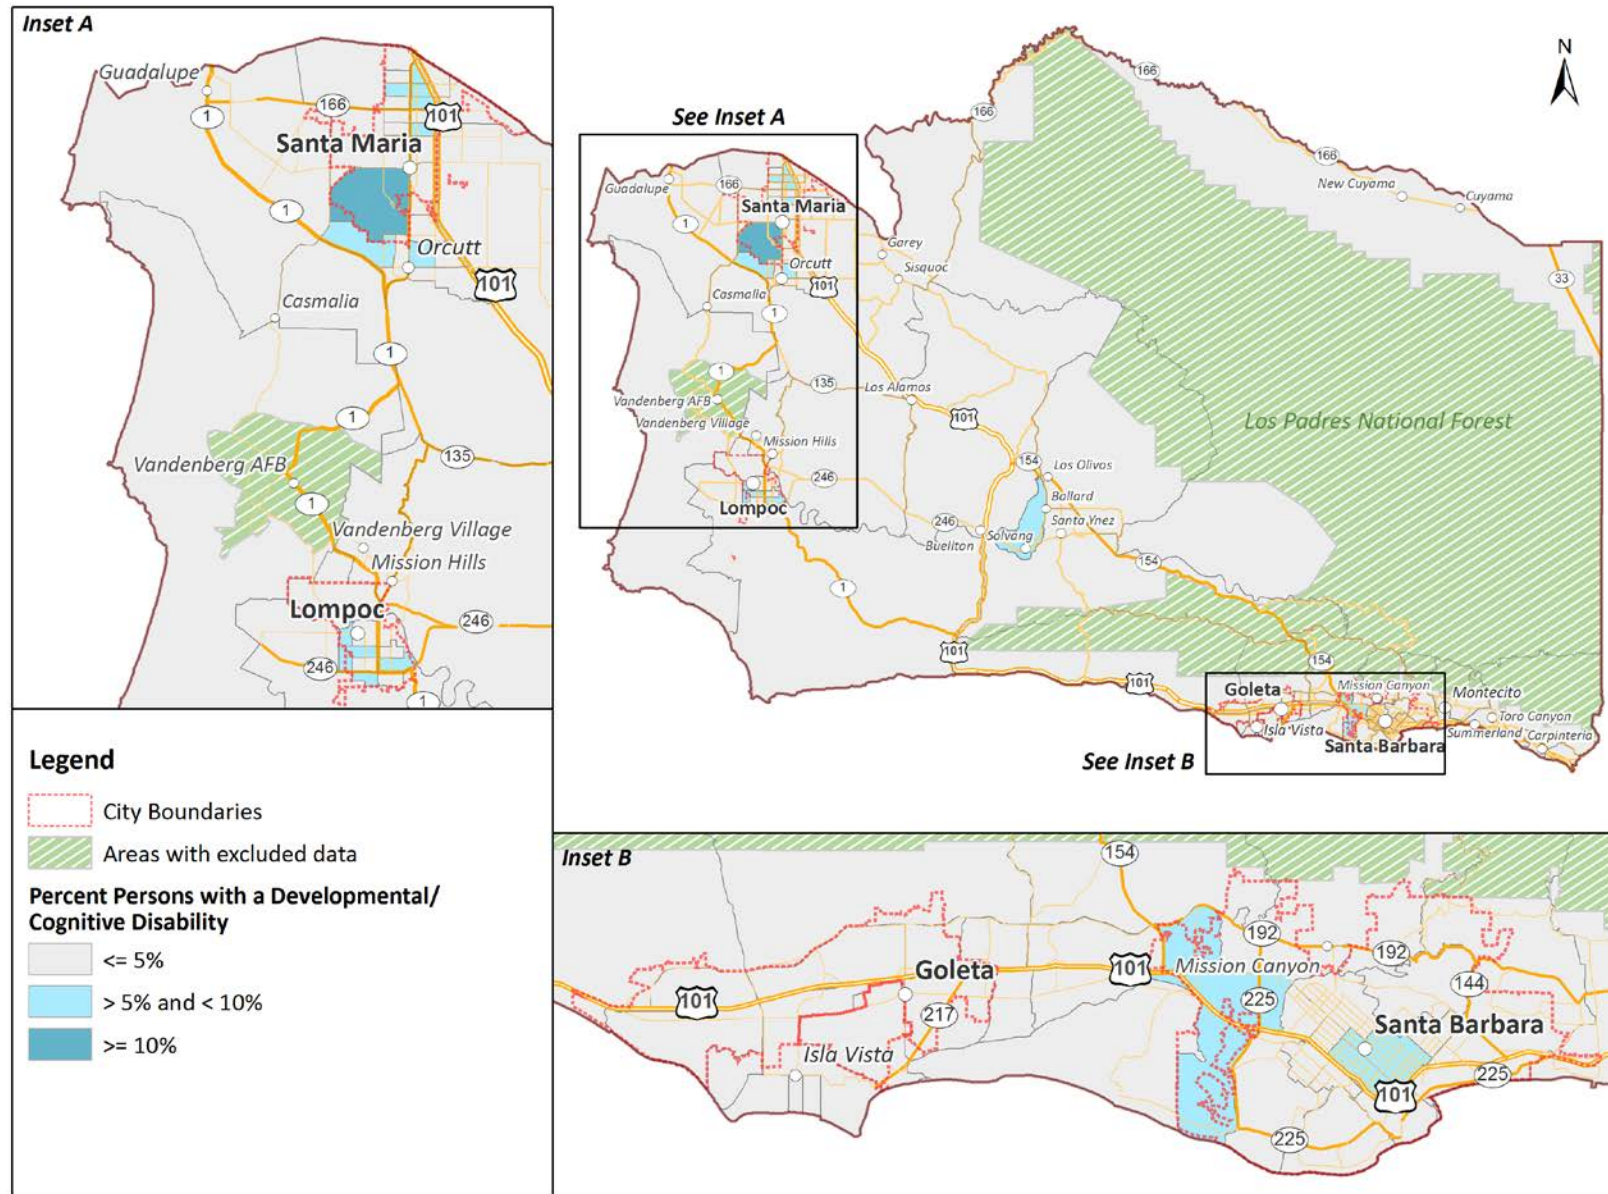 Inset A
Guadalupe
166
1
101
Santa Maria
1
Orcutt
101
Casmalia
1
1
Vandenberg AFB
135
1
Vandenberg Village
Mission Hills
Lompoc
246
246
1
Legend
City Boundaries
Areas with excluded data
Percent Persons with a Developmental/
Cognitive Disability
<= 5%
> 5% and < 10%
>= 10%
N
See Inset A
166
166
166
New Cuyama
Cuyama
Guadalupe
166
Santa Maria
1
Garey
Orcutt
Sisquoc
101
33
Casmalia
1
1
135
Los Alamos
Vandenberg AFB
101
Vandenberg Village
Los Padres National Forest
Mission Hills
154
Los Olivos
246
Ballard
Lompoc
246
Santa Ynez
Buellton
Solvang
154
1
101
154
101
Goleta
Mission Canyon
Montecito
Isla Vista
Toro Canyon
Santa Barbara
Summerland
Carpinteria
See Inset B
Inset B
154
192
192
Goleta
101
Mission Canyon
101
144
225
217
Santa Barbara
Isla Vista
225
101
225